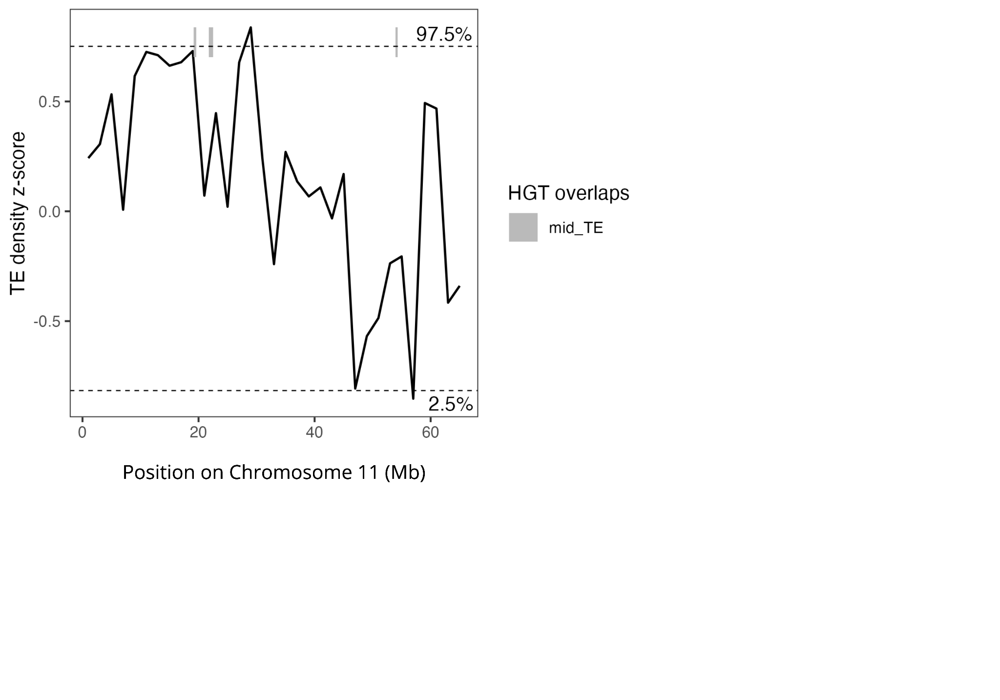 97.5%
0.5
0.0
-0.5
TE density z-score
2.5%
0 20 40 60
Position on Chromosome 11 (Mb)
HGT overlaps
mid_TE